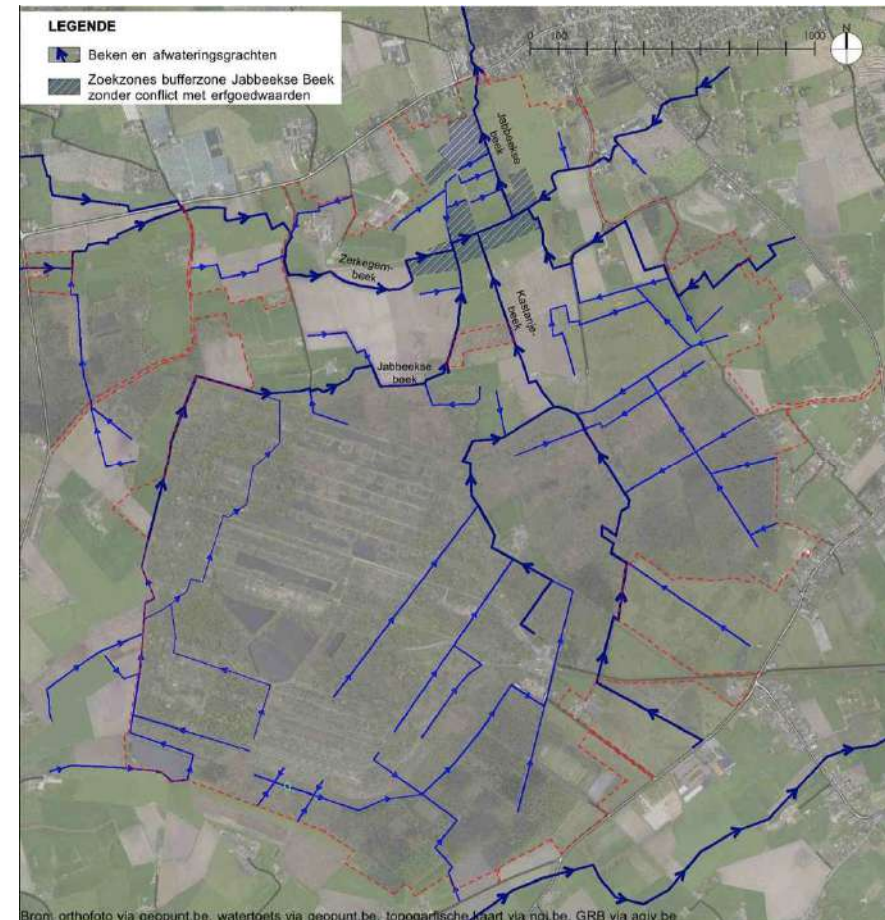 LEGENDE
Beken en afwateringsgrachten
Zoekzones bufferzone Jabbeekse Beek
zonder conflict met erfgoedwaarden
0 100 1000
N
Jabbeekse
beek
Zerkegem-
beek
Kastanje-
beek
Jabbeekse
beek
Bron: orthofoto via geopunt.be, watertoets via geopunt.be, topografische kaart via ngi.be, GRB via agiv.be